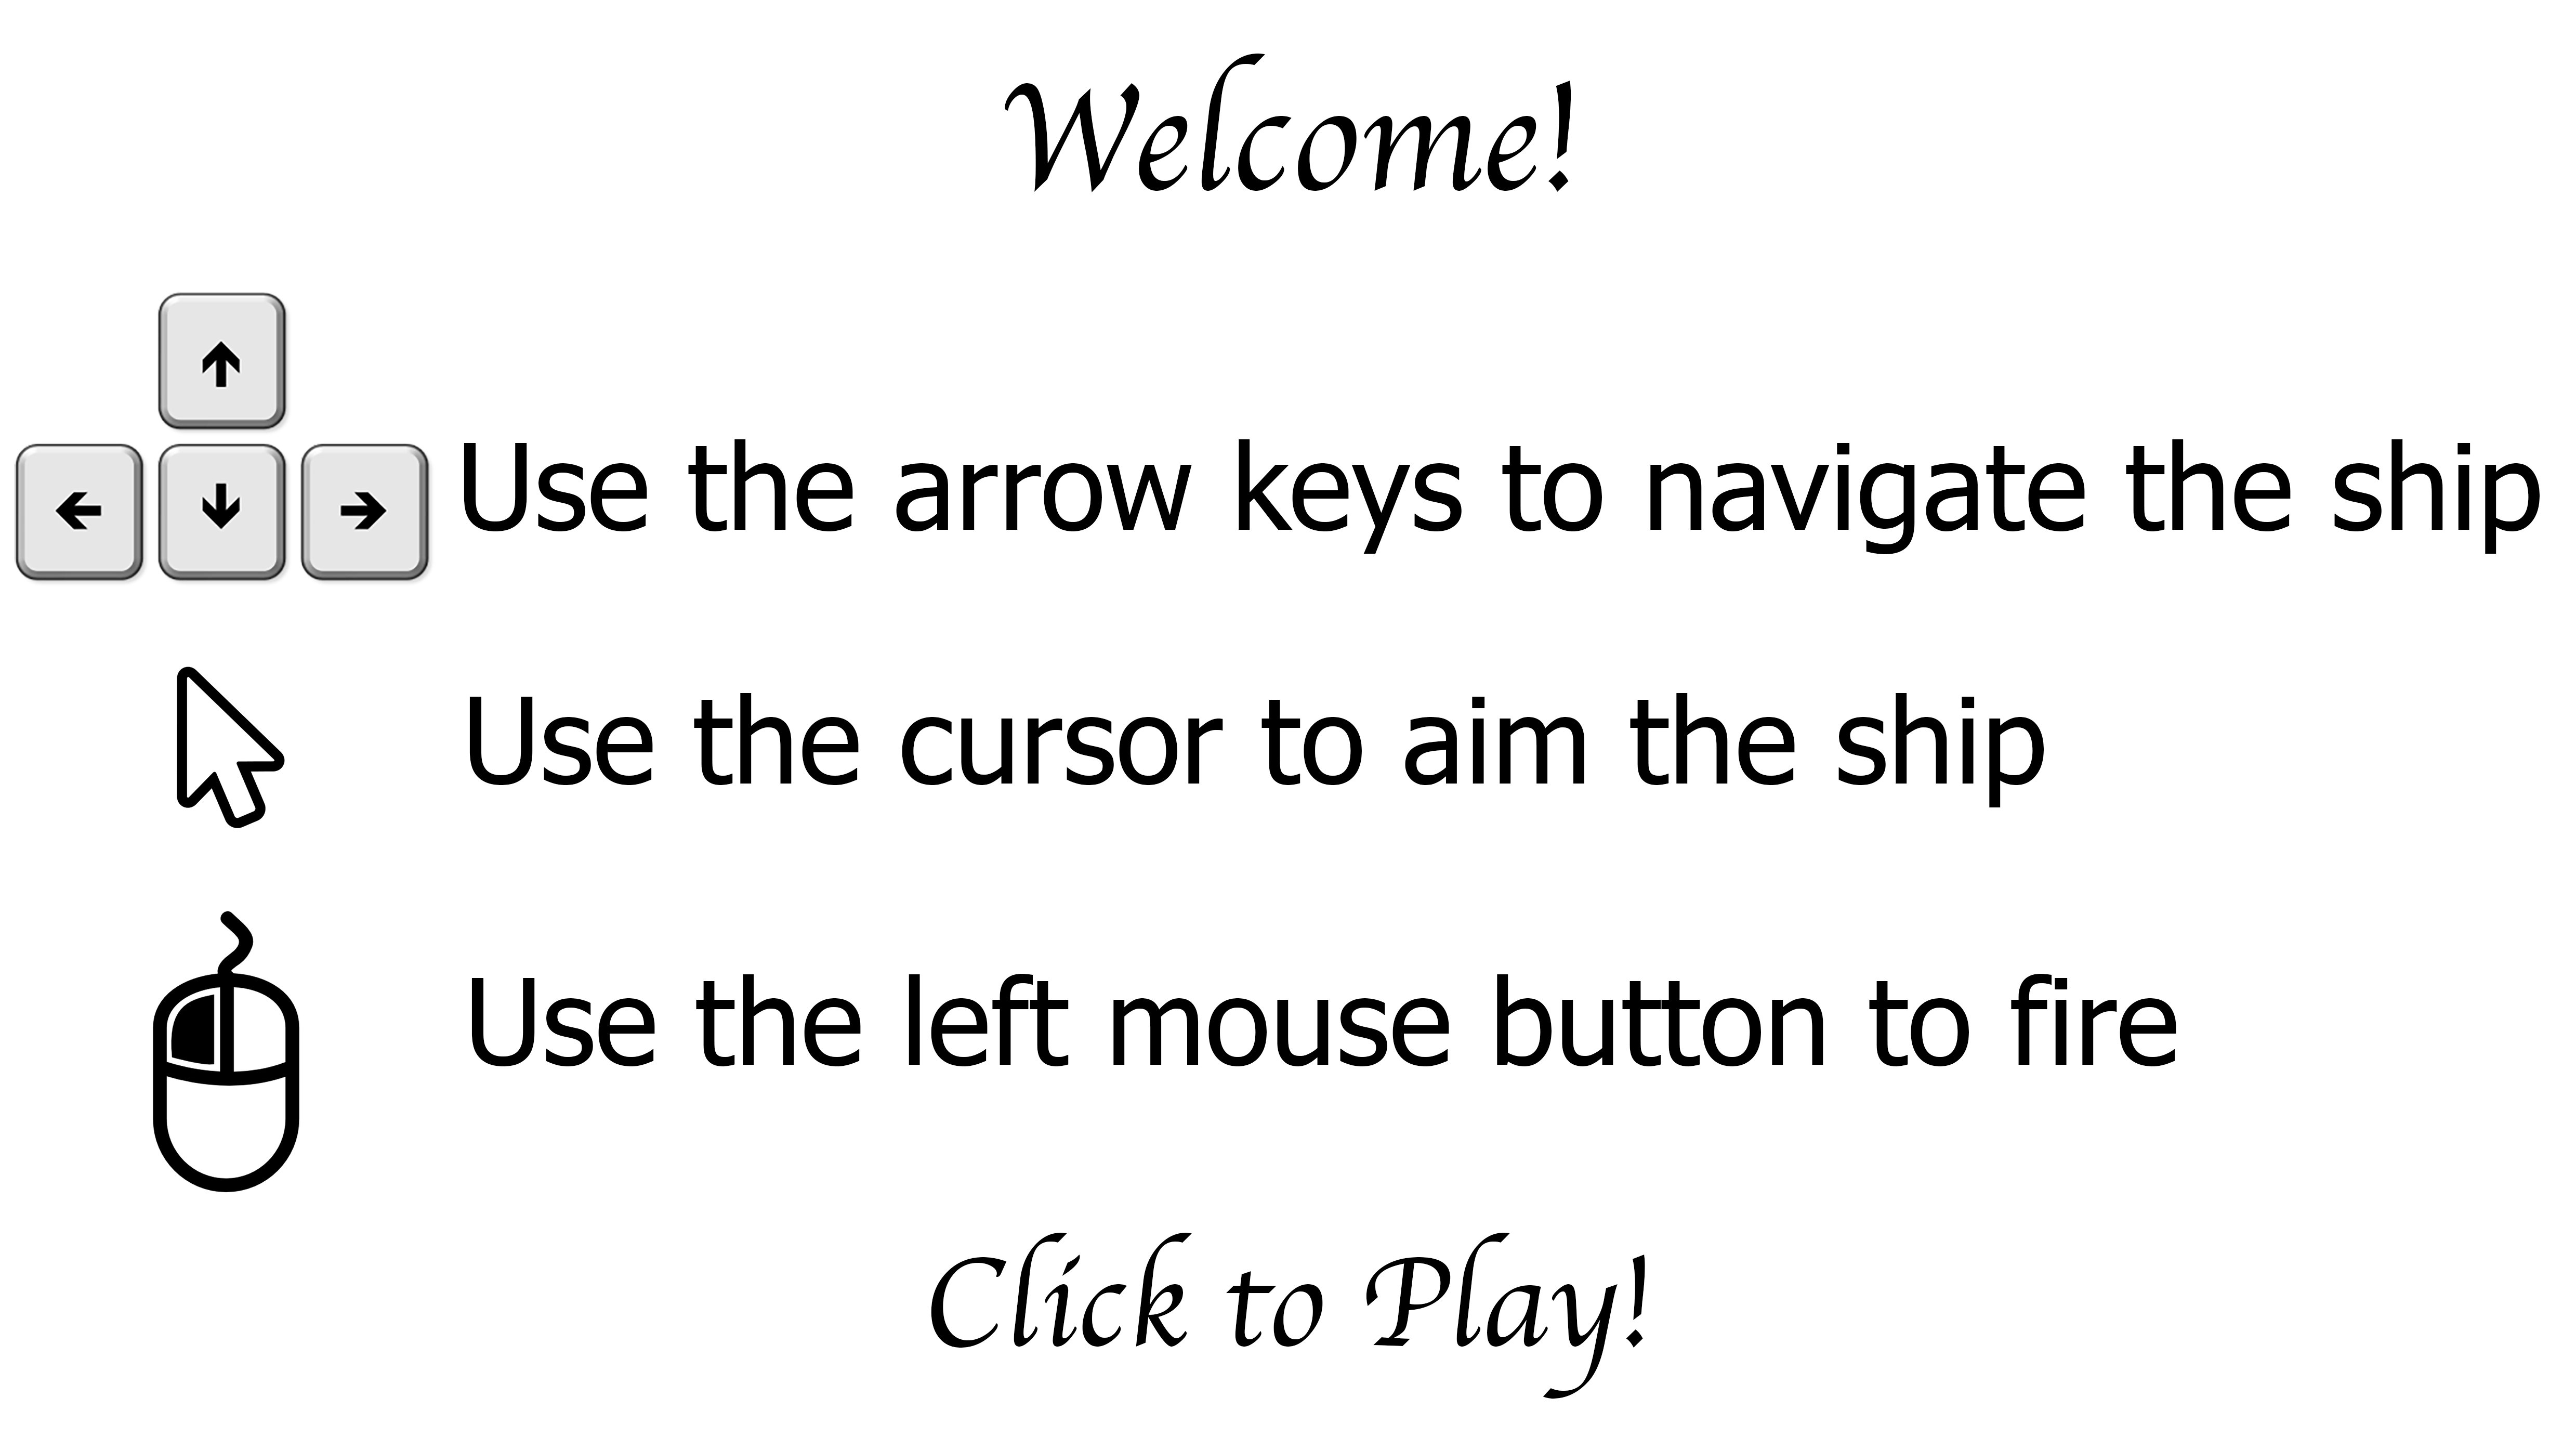 Welcome!
Use the arrow keys to navigate the ship
Use the cursor to aim the ship
Use the left mouse button to fire
Click to Play!